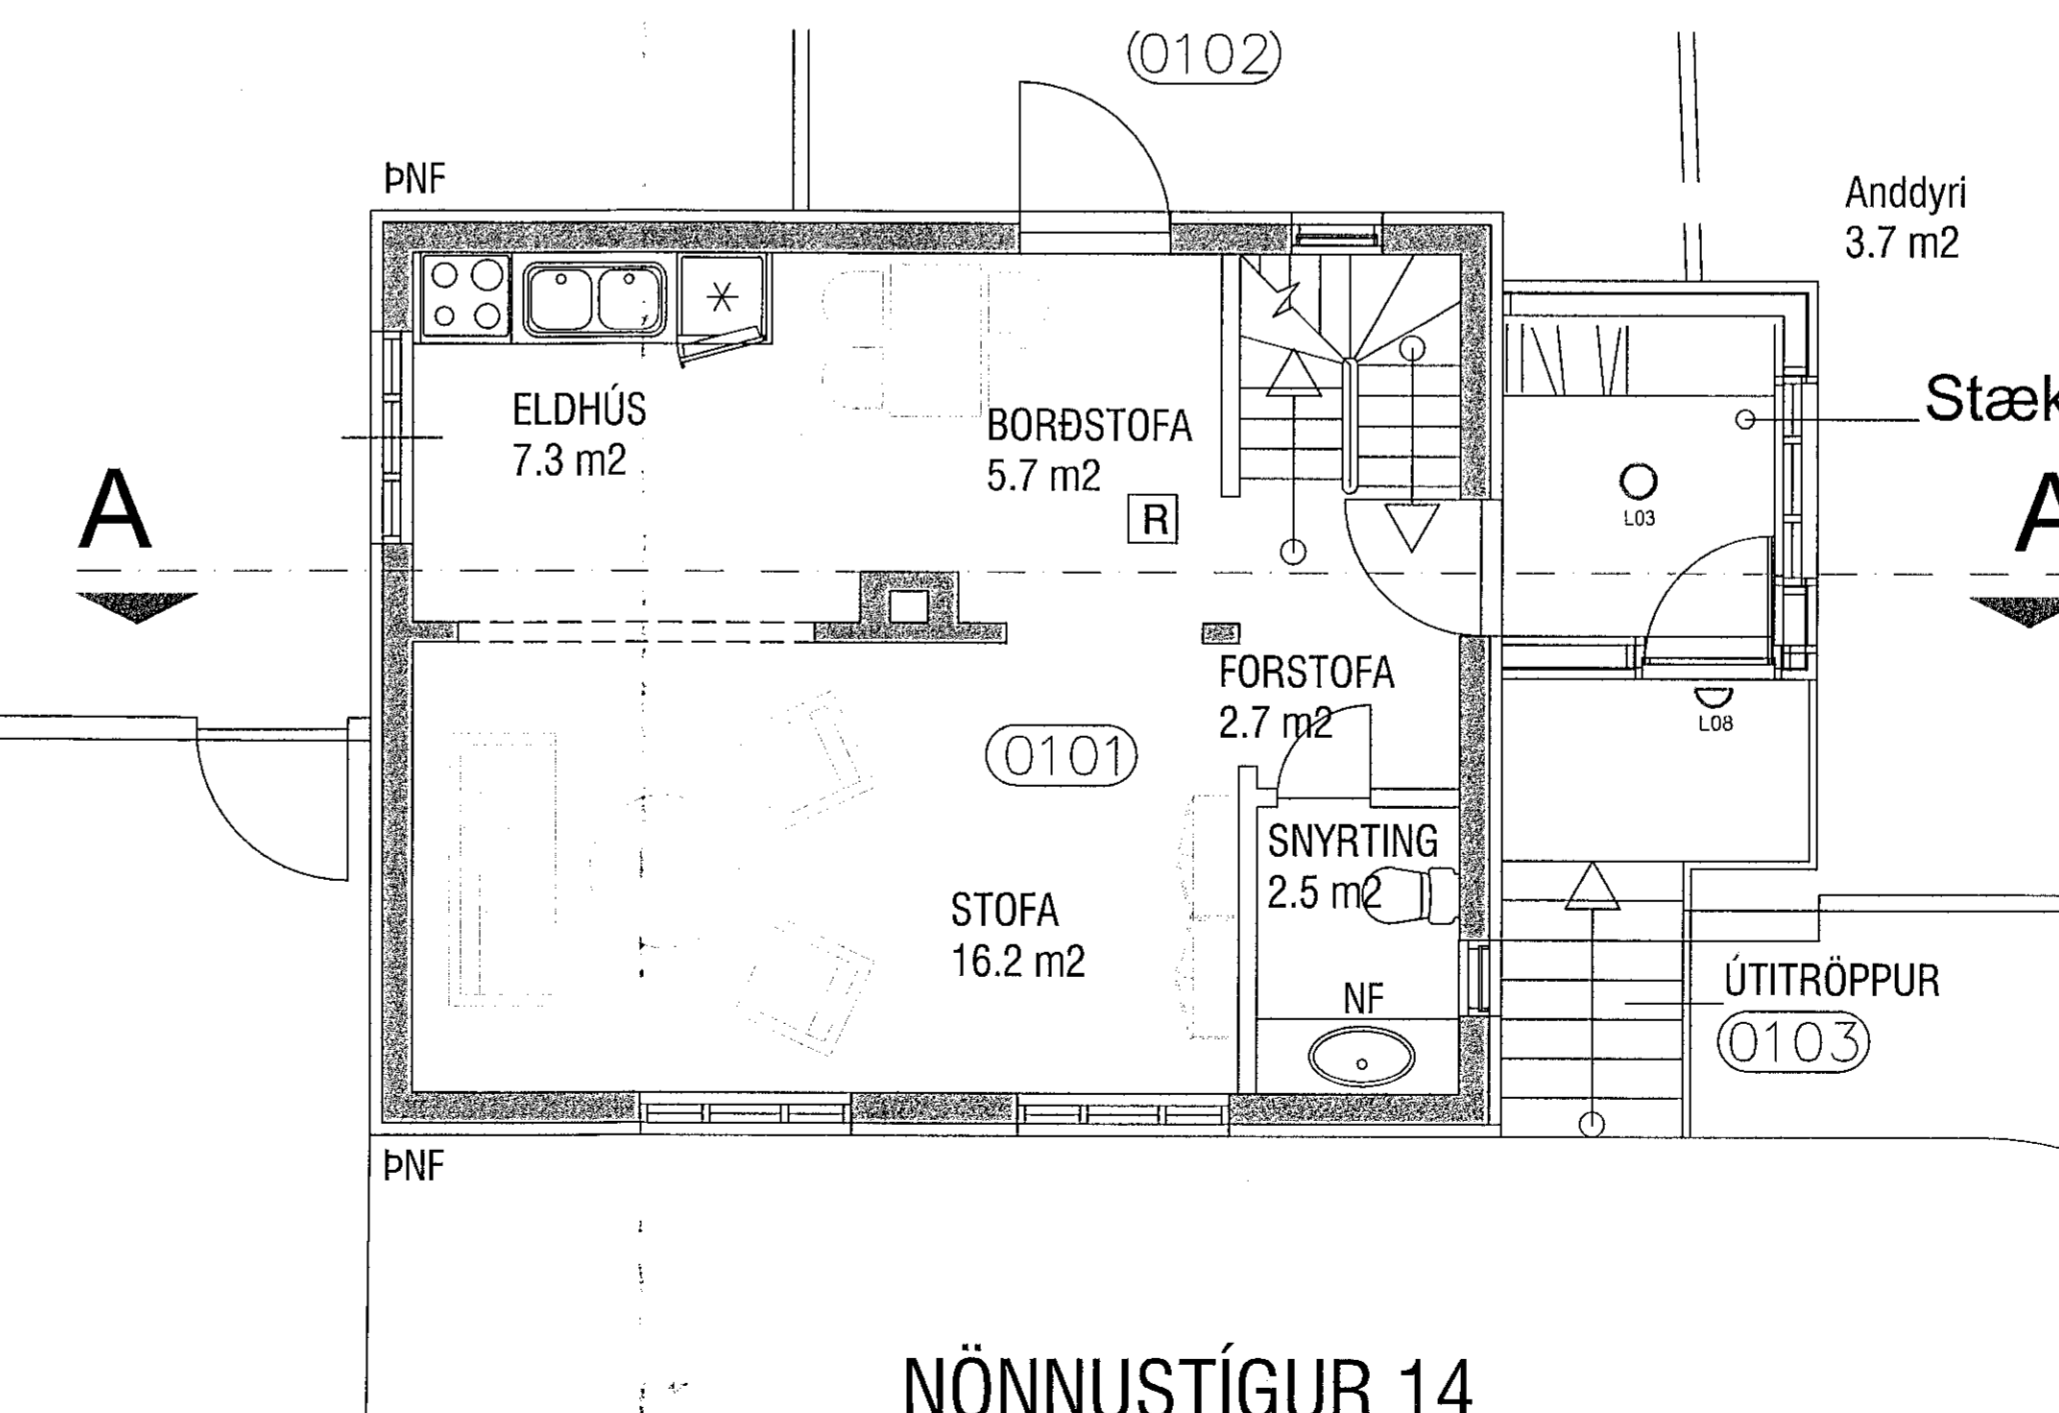 0102
ÞNF
Anddyri
3.7 m2
ELDHÚS
7.3 m2
BORÐSTOFA
5.7 m2
Stæk
A
A
R
L03
FORSTOFA
2.7 m2
L08
0101
SNYRTING
2.5 m2
STOFA
16.2 m2
NF
ÚTITRÖPPUR
0103
ÞNF
NÖNNUSTÍGUR 14